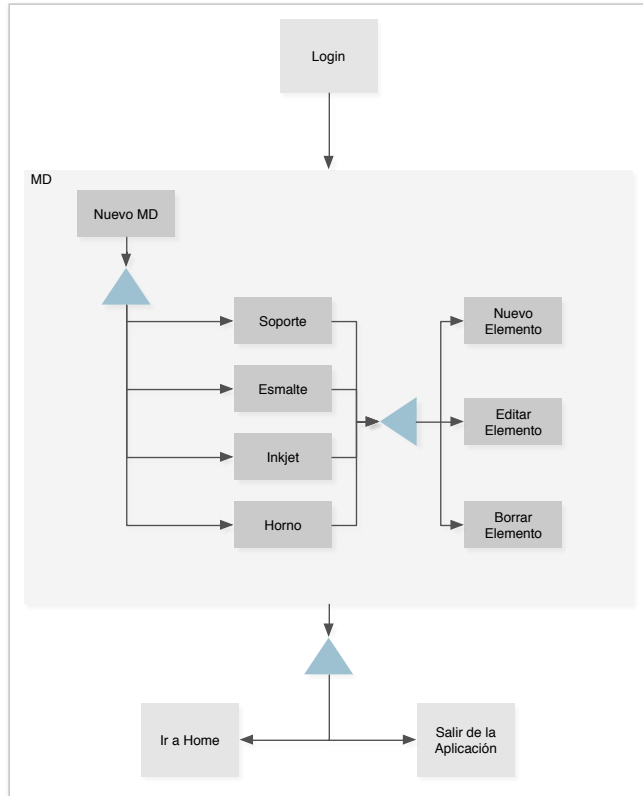 Login
MD
Nuevo MD
Soporte
Nuevo
Elemento
Esmalte
Editar
Elemento
Inkjet
Horno
Borrar
Elemento
Ir a Home
Salir de la
Aplicación